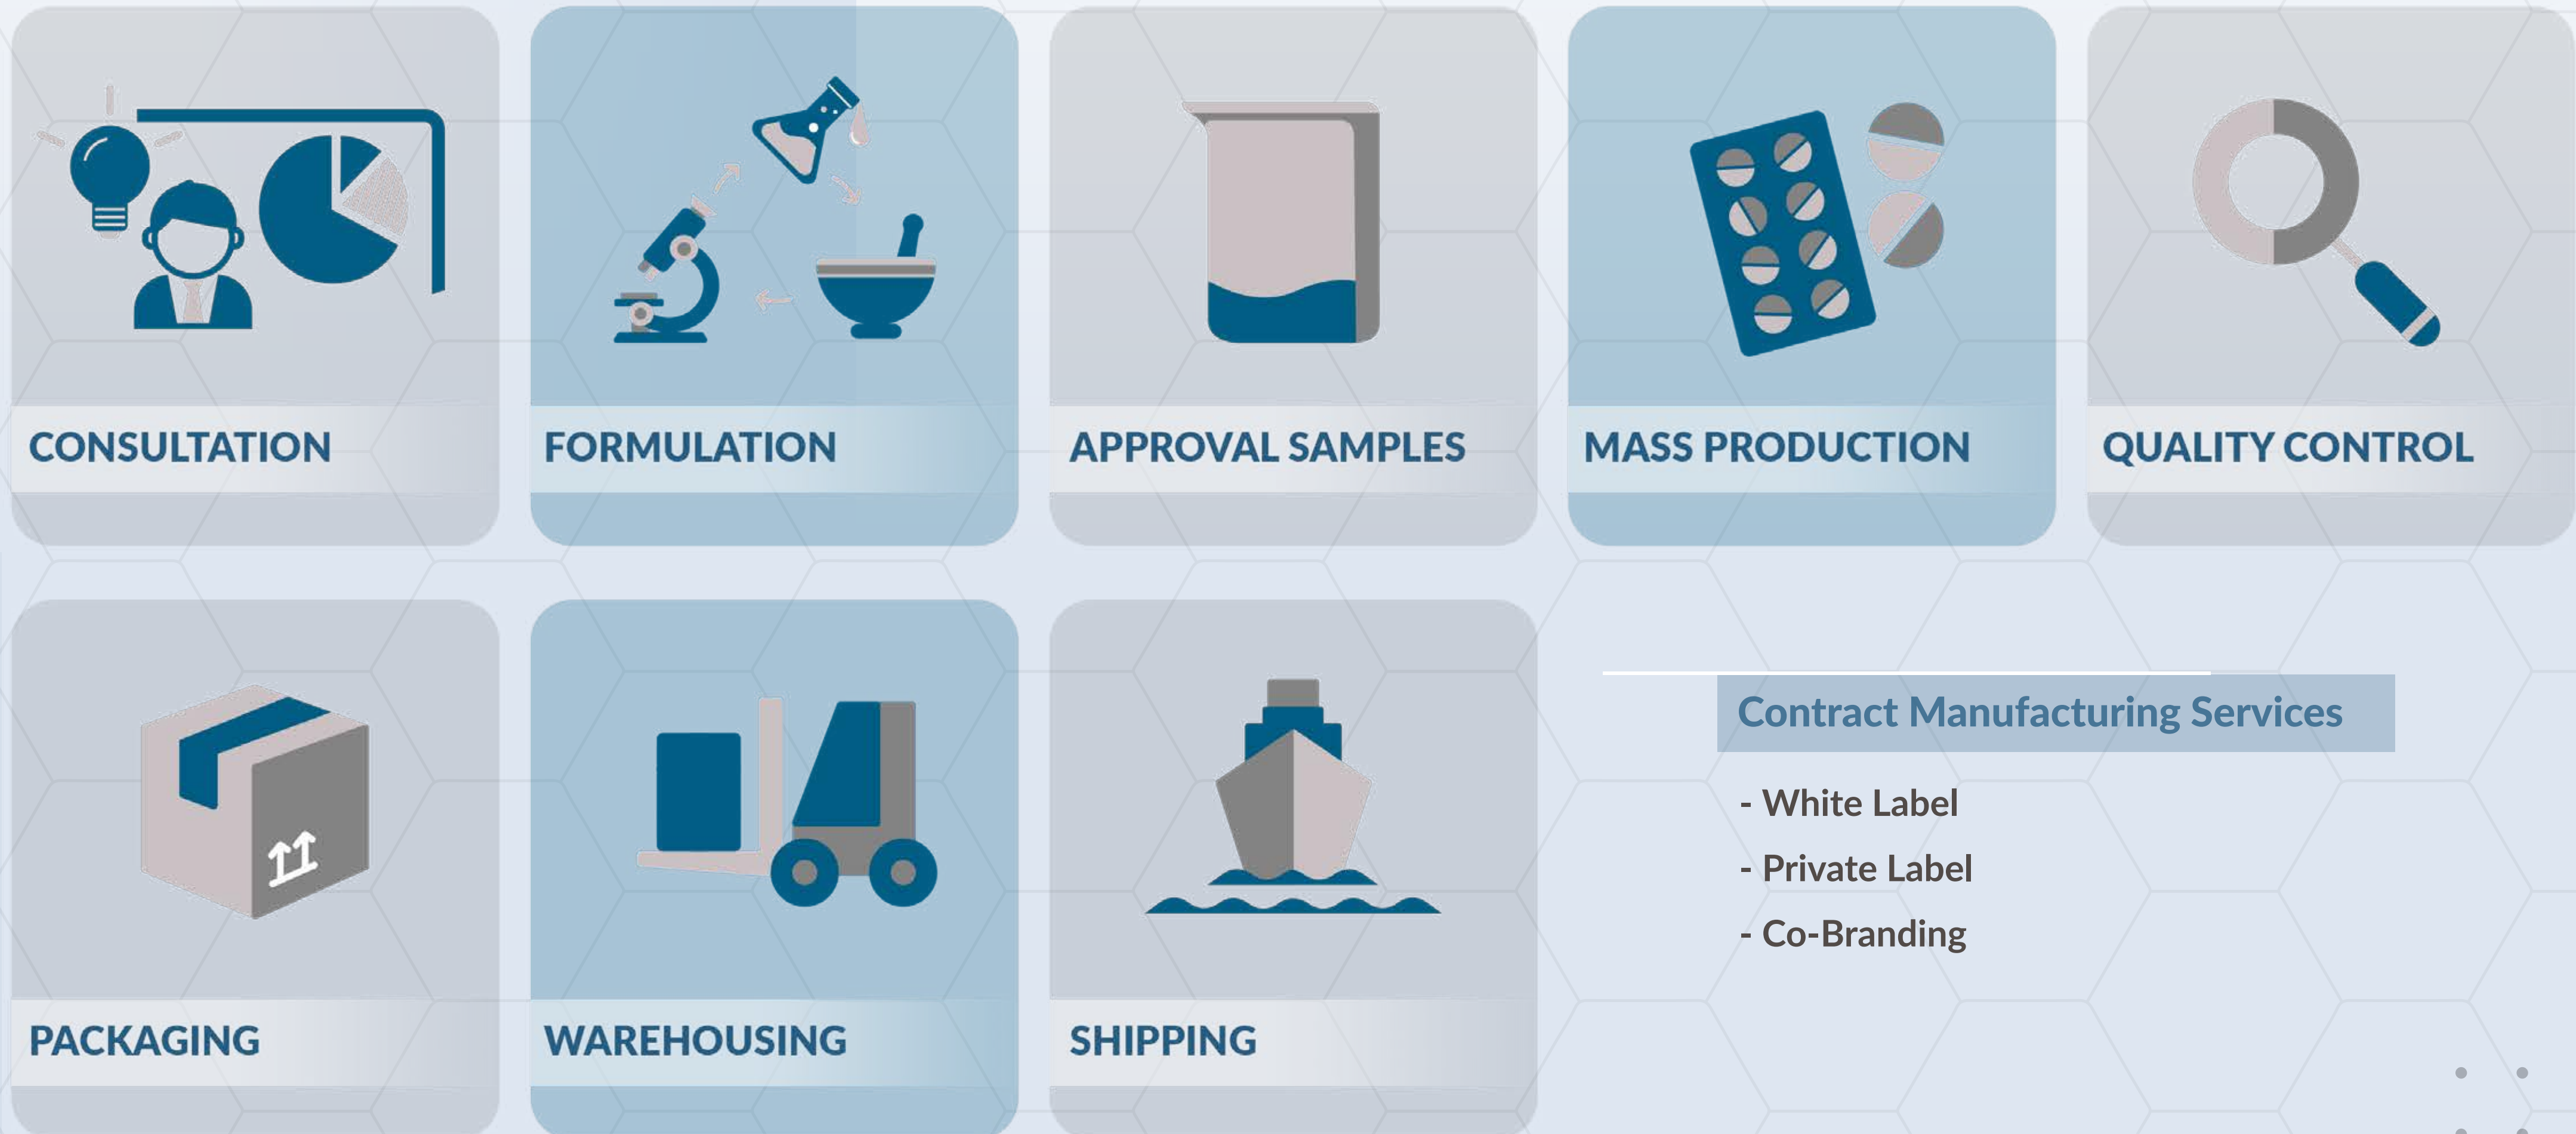 CONSULTATION
FORMULATION
APPROVAL SAMPLES
MASS PRODUCTION
QUALITY CONTROL
PACKAGING
WAREHOUSING
SHIPPING
Contract Manufacturing Services
- White Label
- Private Label
- Co-Branding